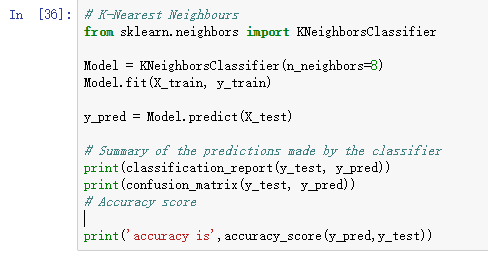 In [36]:
# K-Nearest Neighbours
from sklearn.neighbors import KNeighborsClassifier
Model = KNeighborsClassifier(n_neighbors=8)
Model.fit(X_train, y_train)
y_pred = Model.predict(X_test)
# Summary of the predictions made by the classifier
print(classification_report(y_test, y_pred))
print(confusion_matrix(y_test, y_pred))
# Accuracy score
print('accuracy is',accuracy_score(y_pred,y_test))